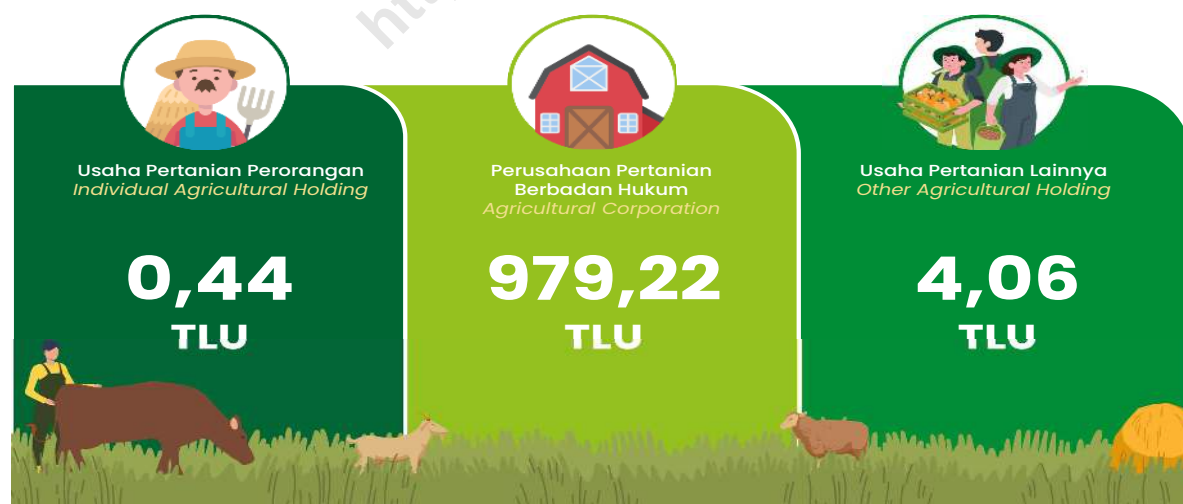 Usaha Pertanian Perorangan
Individual Agricultural Holding
0,44
TLU
Perusahaan Pertanian
Berbadan Hukum
Agricultural Corporation
979,22
TLU
Usaha Pertanian Lainnya
Other Agricultural Holding
4,06
TLU